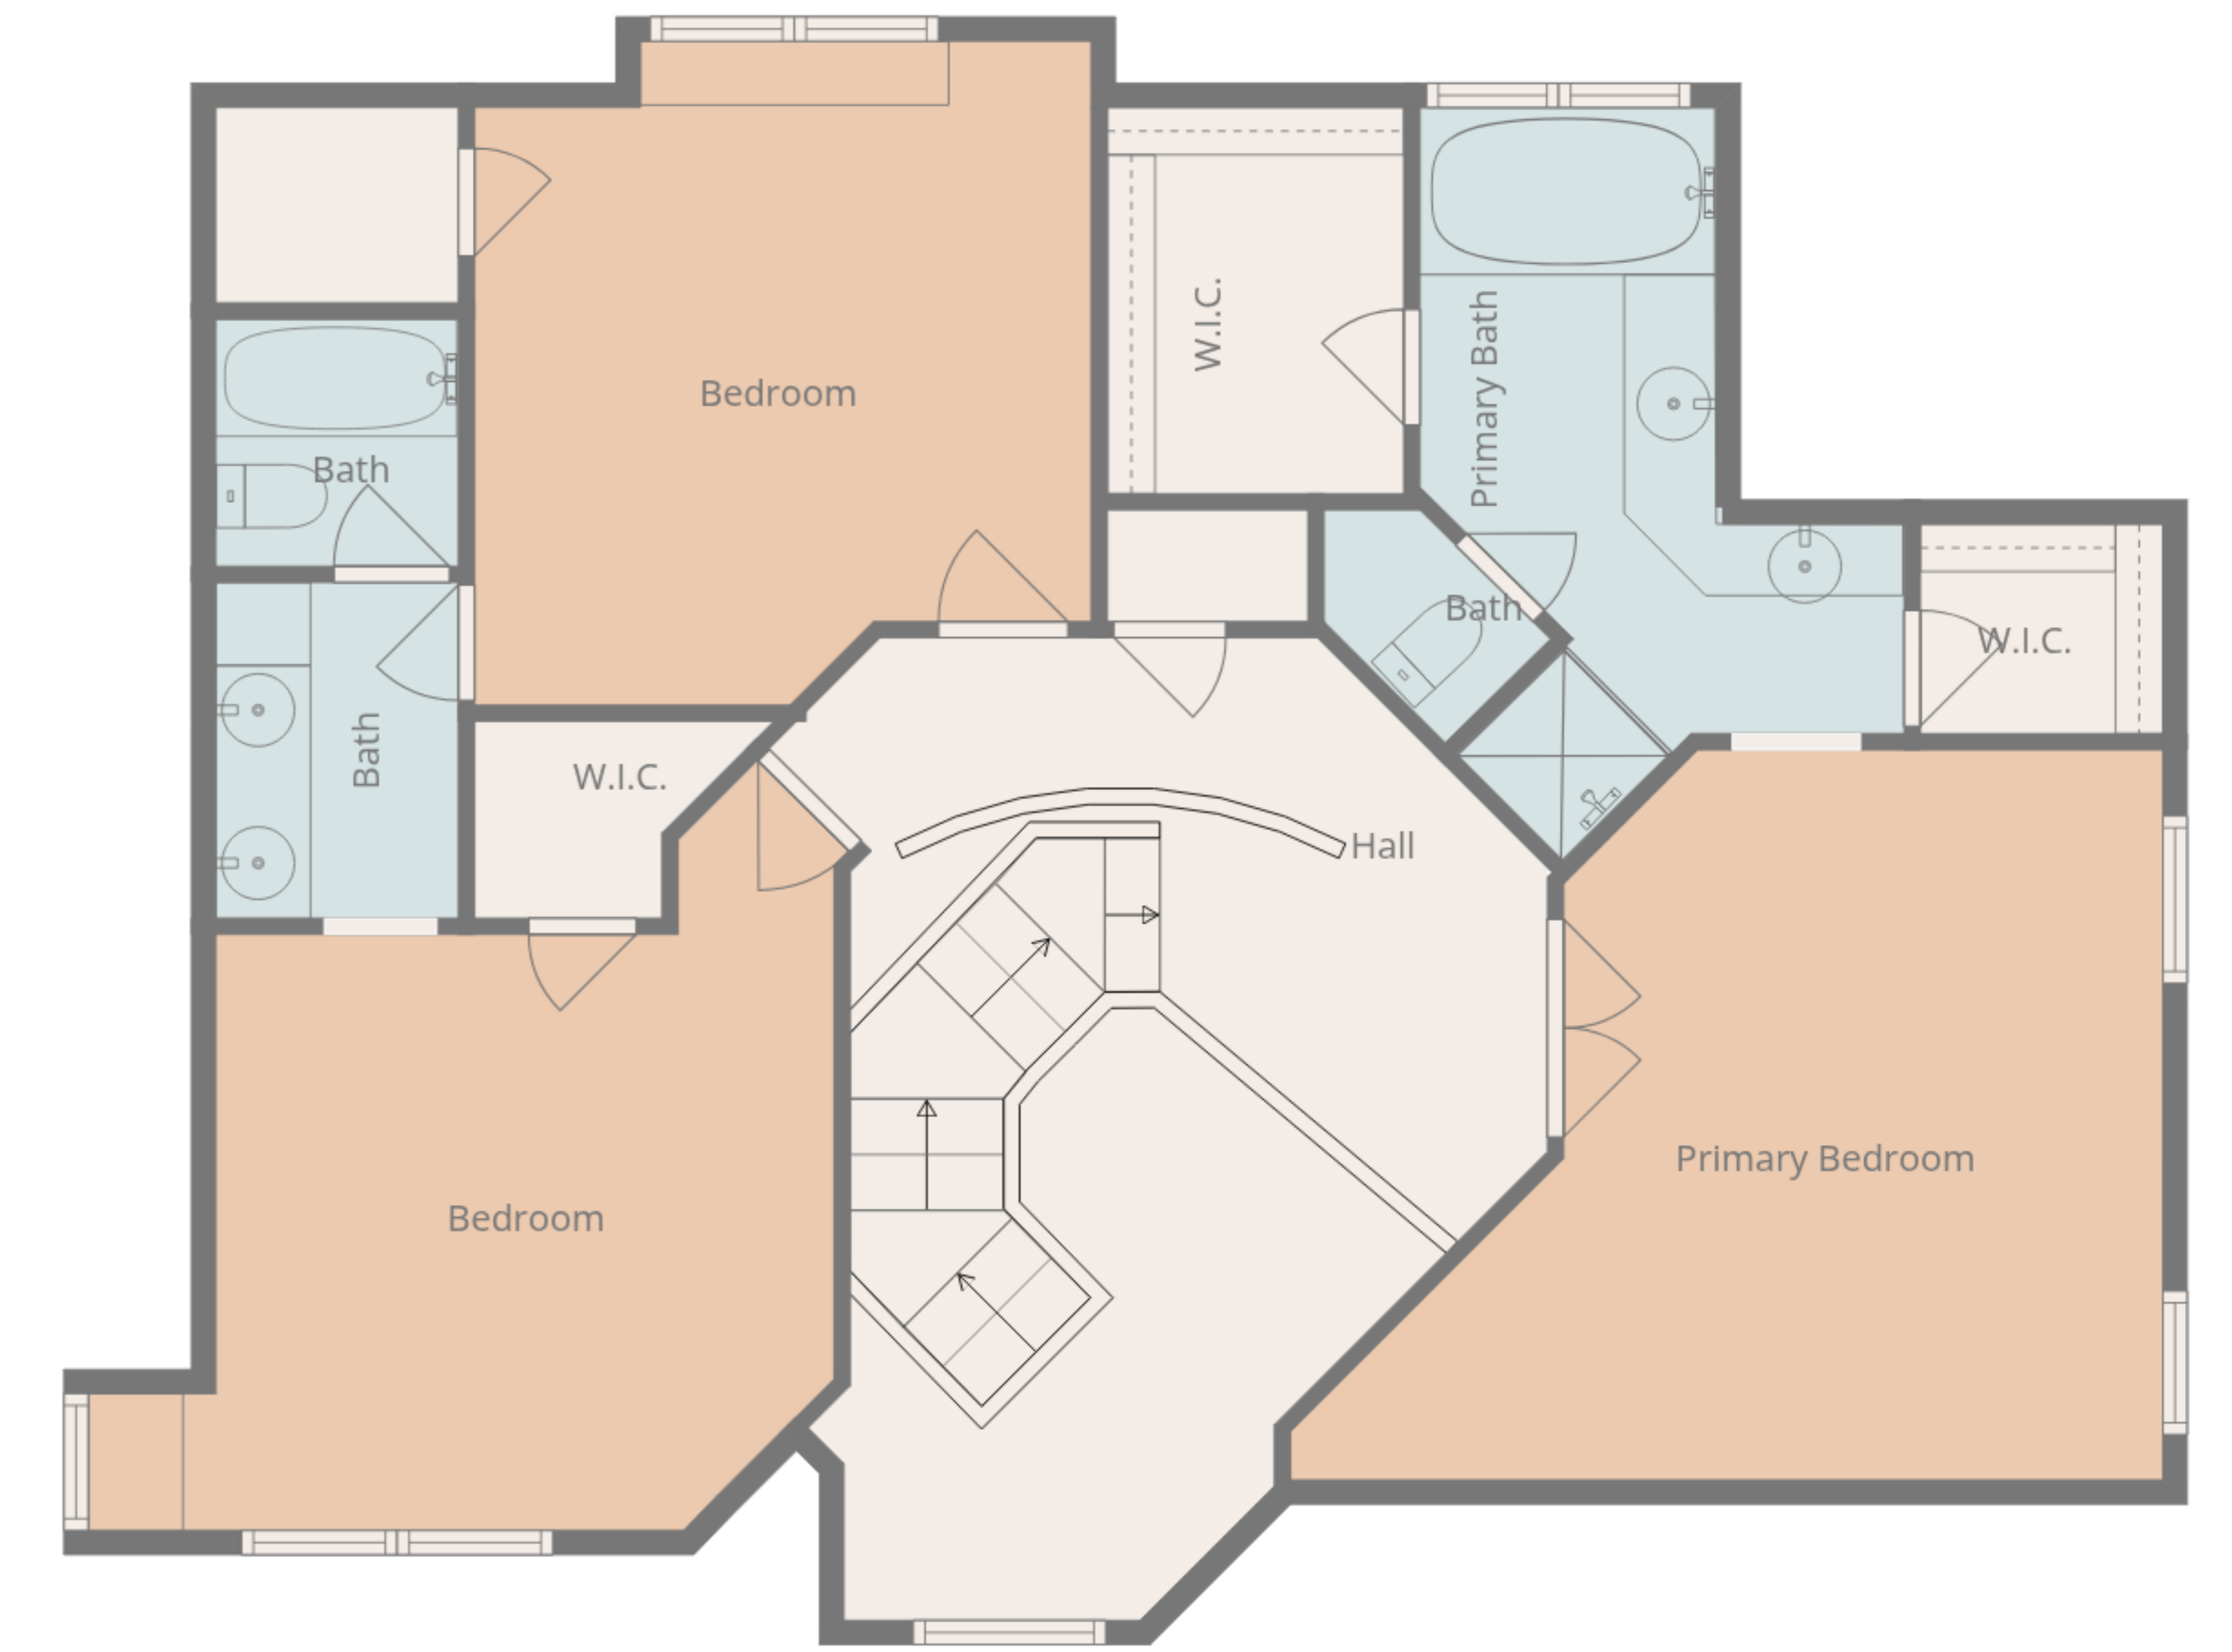 W.I.C.
Primary Bath
Bedroom
Bath
Bath
W.I.C.
Bath
W.I.C.
Hall
Primary Bedroom
Bedroom